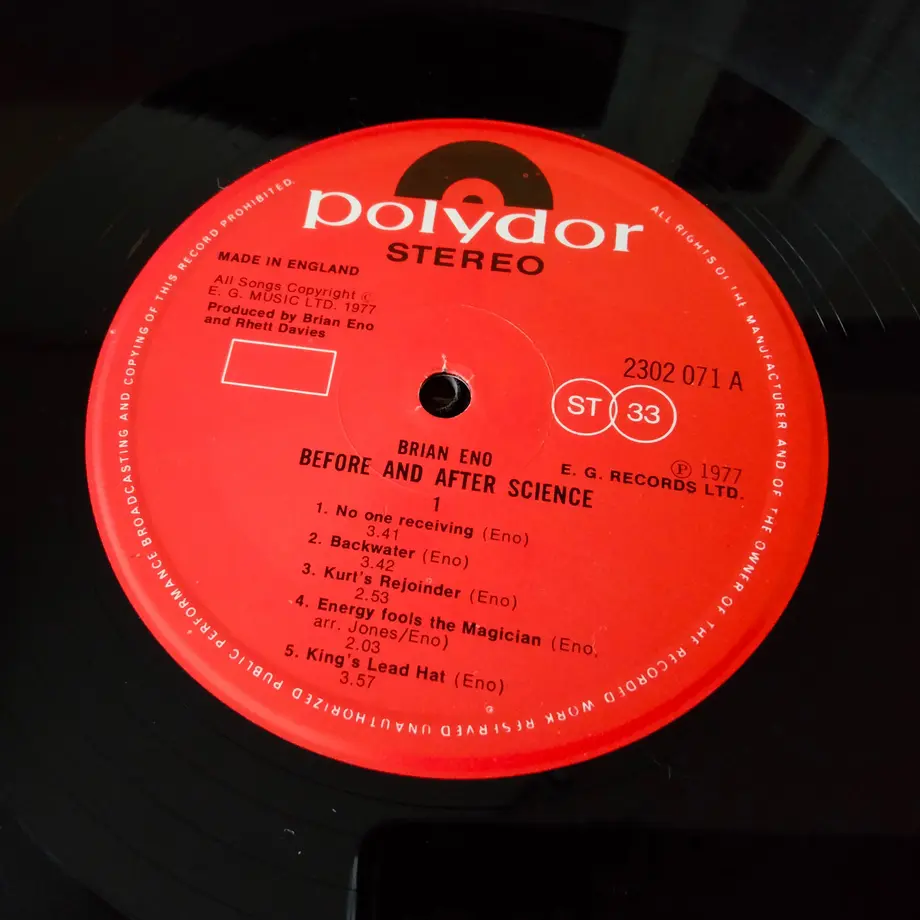 polydor
STEREO
MADE IN ENGLAND
All Songs Copyright ©
E. G. MUSIC LTD. 1977
Produced by Brian Eno
and Rhett Davies
2302 071 A
ST 33
℗ 1977
E. G. RECORDS LTD.
BRIAN ENO
BEFORE AND AFTER SCIENCE
1
1. No one receiving (Eno)
3.41
2. Backwater (Eno)
3.42
3. Kurt's Rejoinder (Eno)
2.53
4. Energy fools the Magician (Eno,
arr. Jones/Eno)
2.03
5. King's Lead Hat (Eno)
3.57
ALL RIGHTS OF THE MANUFACTURER AND OF THE OWNER OF THE RECORDED WORK RESERVED UNAUTHORIZED PUBLIC PERFORMANCE BROADCASTING AND COPYING OF THIS RECORD PROHIBITED.